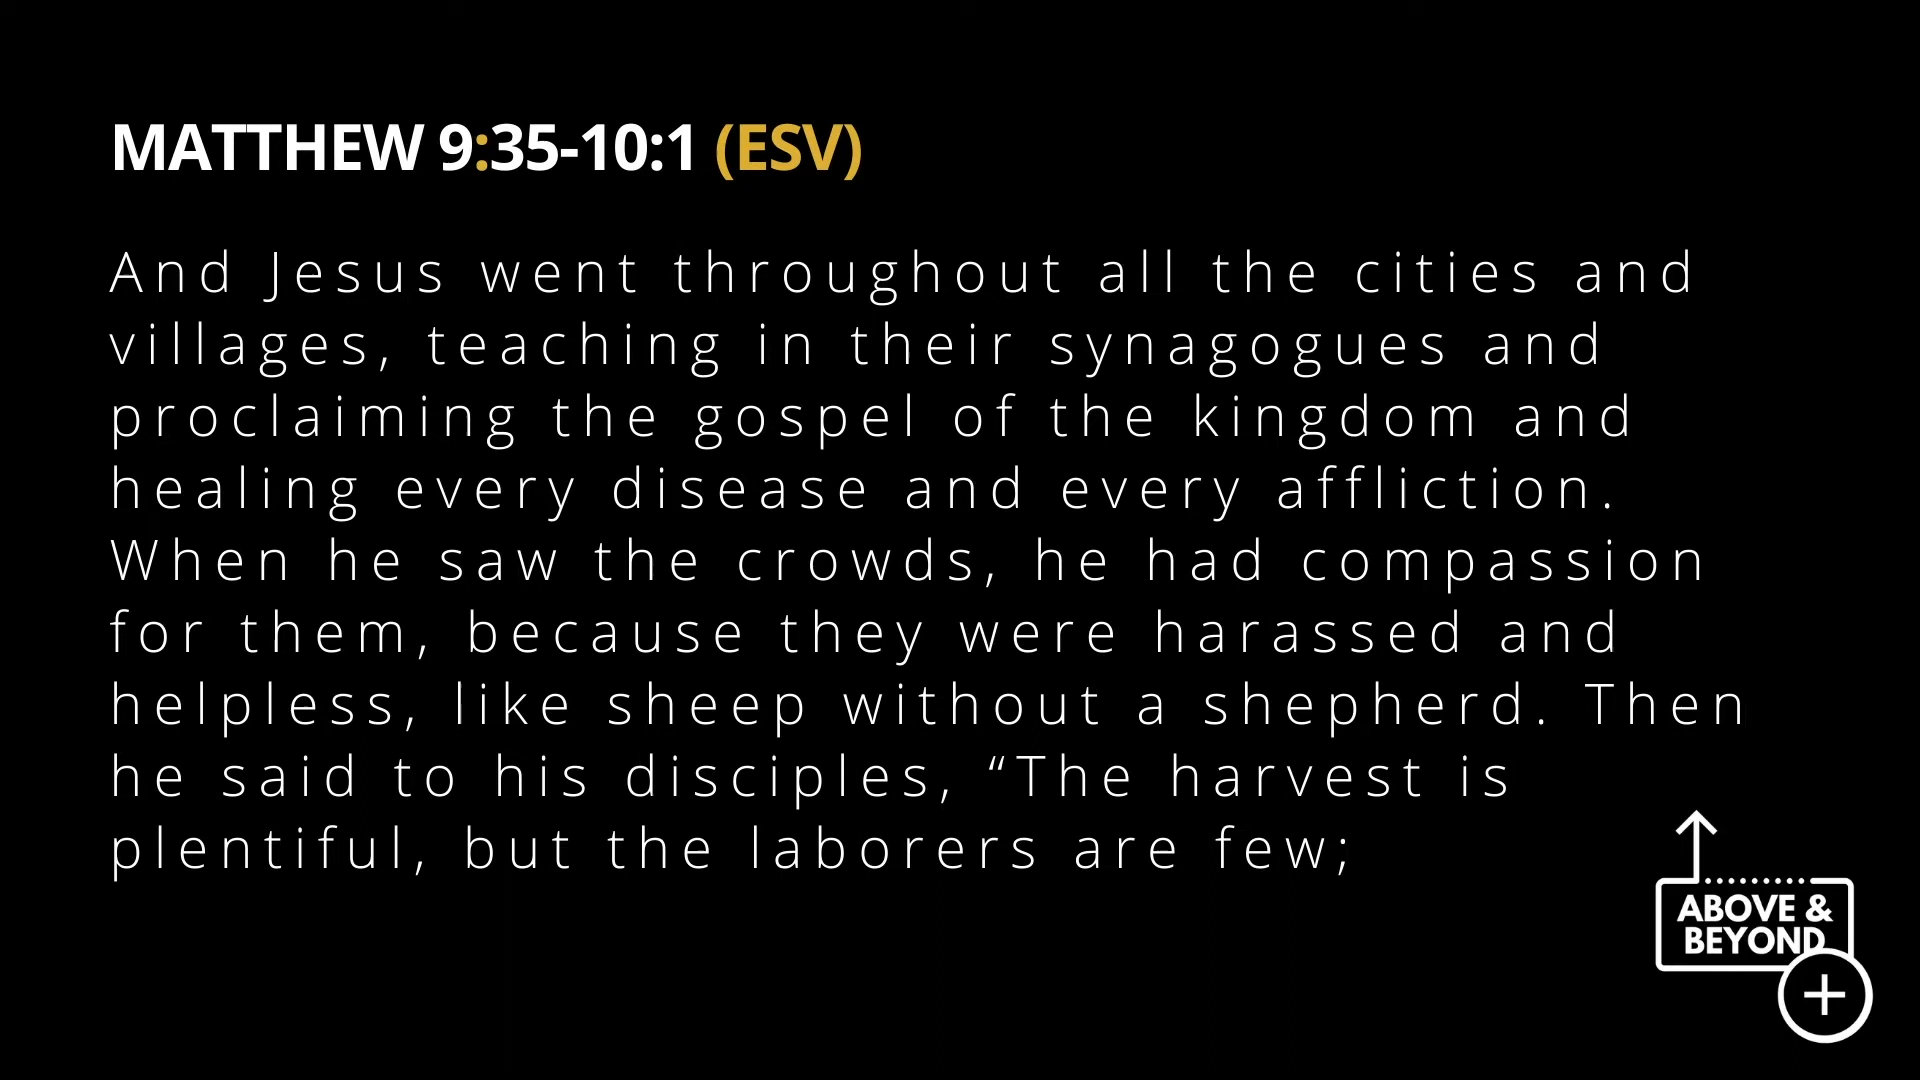 MATTHEW 9:35-10:1 (ESV)
And Jesus went throughout all the cities and
villages, teaching in their synagogues and
proclaiming the gospel of the kingdom and
healing every disease and every affliction.
When he saw the crowds, he had compassion
for them, because they were harassed and
helpless, like sheep without a shepherd. Then
he said to his disciples, “The harvest is
plentiful, but the laborers are few;
ABOVE &
BEYOND
+